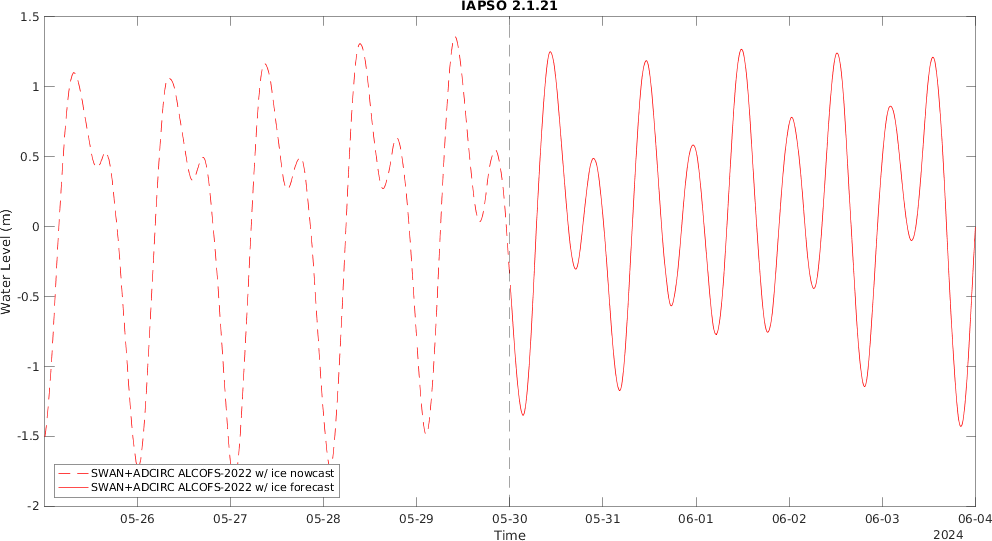 IAPSO 2.1.21
1.5
1
0.5
0
-0.5
-1
-1.5
-2
Water Level (m)
SWAN+ADCIRC ALCOFS-2022 w/ ice nowcast
SWAN+ADCIRC ALCOFS-2022 w/ ice forecast
05-26 05-27 05-28 05-29 05-30 05-31 06-01 06-02 06-03 06-04
Time
2024